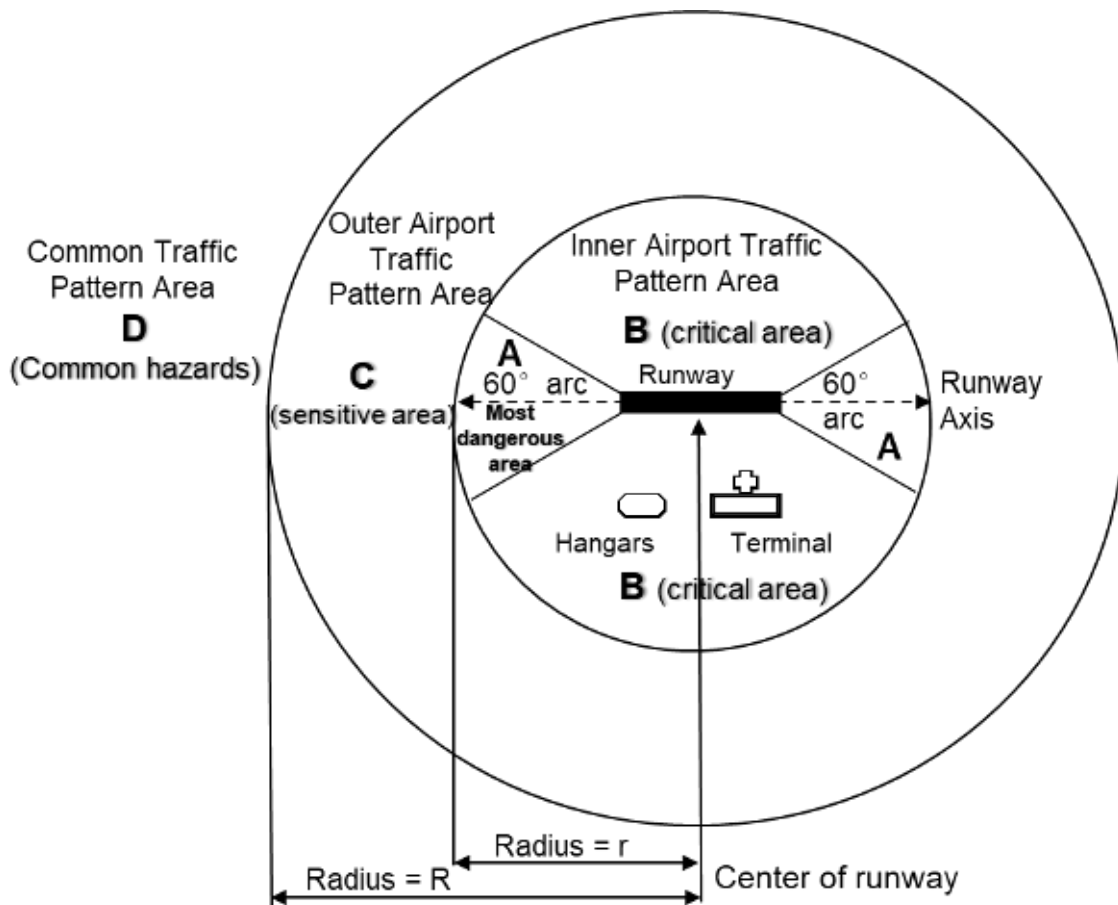 Common Traffic
Pattern Area
D
(Common hazards)
Outer Airport
Traffic
Pattern Area
C
(sensitive area)
Inner Airport Traffic
Pattern Area
B (critical area)
A
60° arc
Most
dangerous
area
Runway
60°
arc
A
Runway
Axis
Hangars
Terminal
B (critical area)
Radius = r
Radius = R
Center of runway